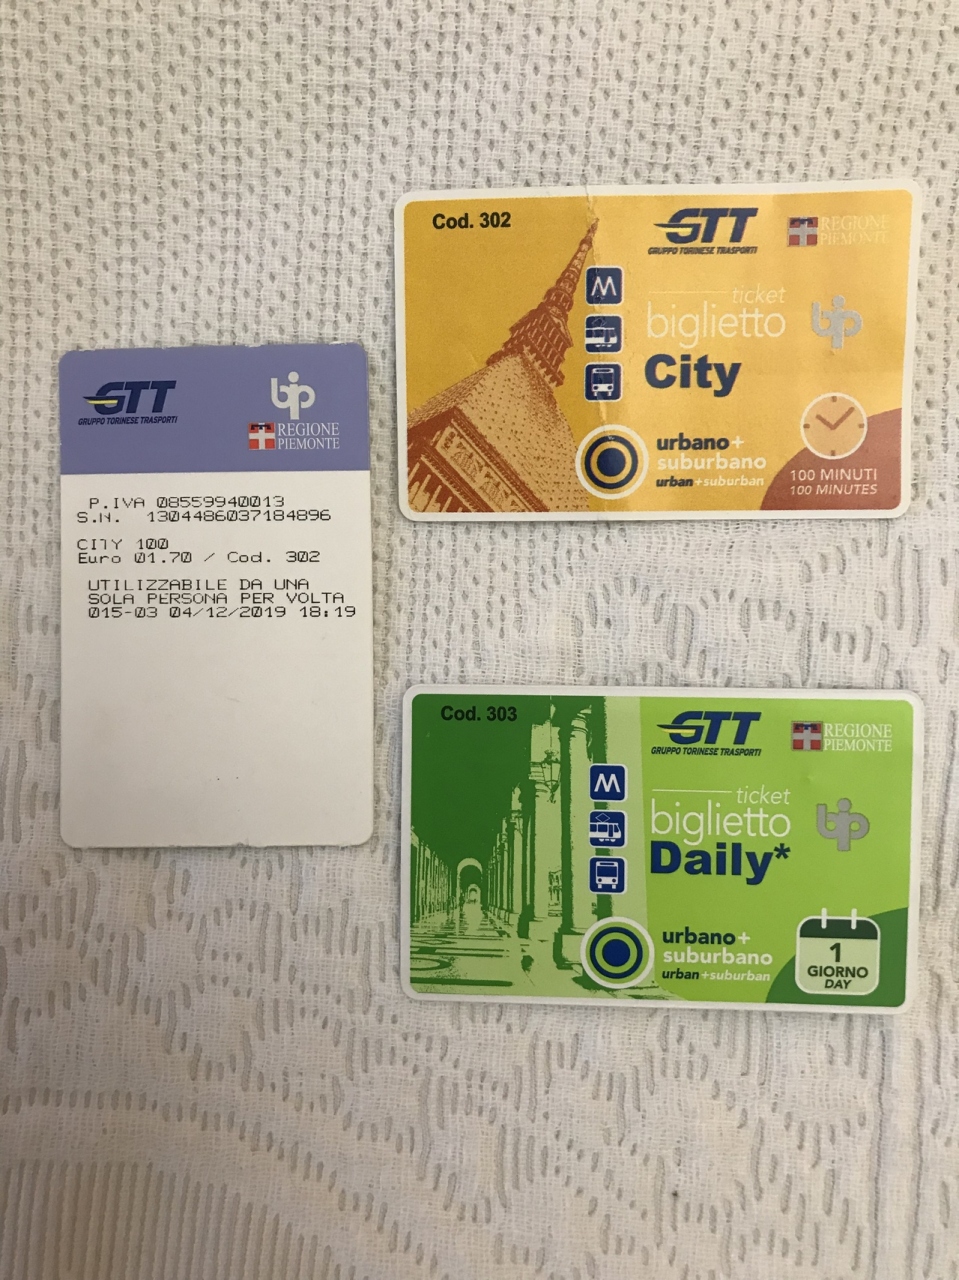 GTT
GRUPPO TORINESE TRASPORTI
bip
REGIONE
PIEMONTE
P.IVA 08559940013
S.N. 1304486037184896
CITY 100
Euro 01.70 / Cod. 302
UTILIZZABILE DA UNA
SOLA PERSONA PER VOLTA
015-03 04/12/2019 18:19
Cod. 302
GTT
GRUPPO TORINESE TRASPORTI
REGIONE
PIEMONTE
M
ticket
biglietto
City
bip
urbano+
suburbano
urban+suburban
100 MINUTI
100 MINUTES
Cod. 303
GTT
GRUPPO TORINESE TRASPORTI
REGIONE
PIEMONTE
M
ticket
biglietto
Daily*
bip
urbano+
suburbano
urban+suburban
1
GIORNO
DAY